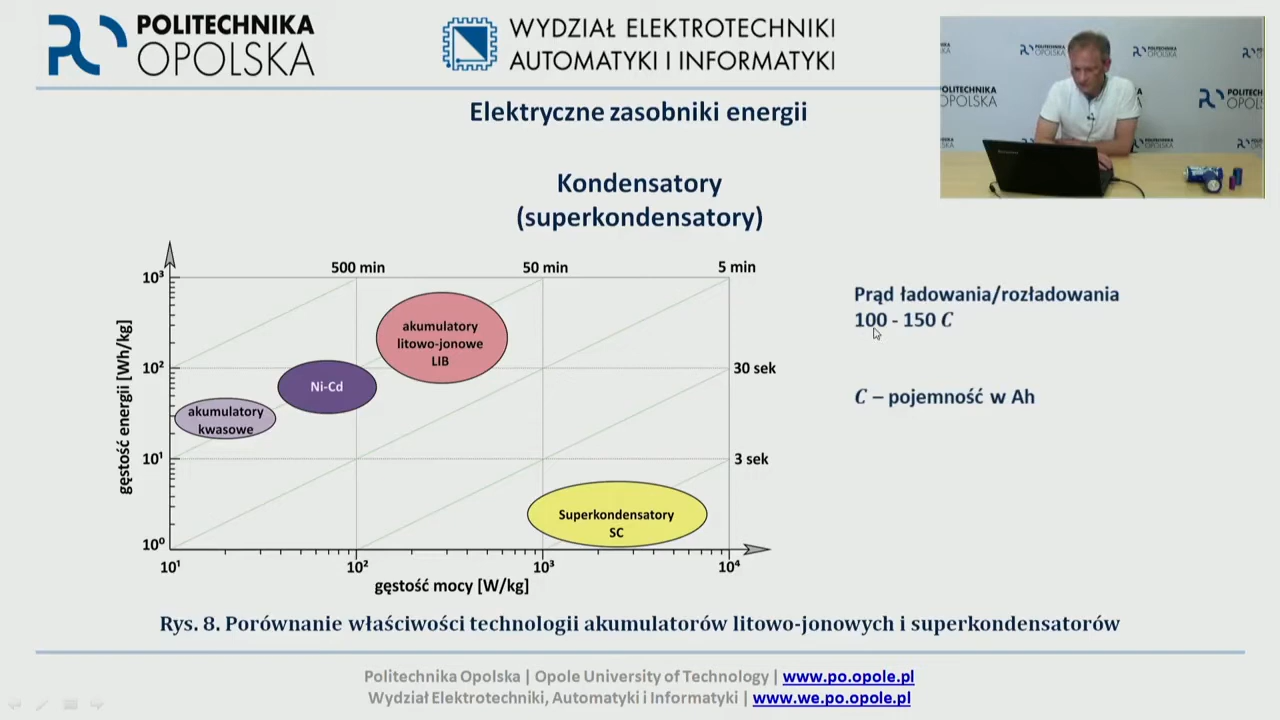 POLITECHNIKA
OPOLSKA
WYDZIAŁ ELEKTROTECHNIKI
AUTOMATYKI I INFORMATYKI
Elektryczne zasobniki energii
Kondensatory
(superkondensatory)
500 min
50 min
5 min
10³
akumulatory
litowo-jonowe
LIB
10²
30 sek
Ni-Cd
akumulatory
kwasowe
10¹
3 sek
Superkondensatory
SC
10⁰
10¹
10²
10³
10⁴
gęstość energii [Wh/kg]
gęstość mocy [W/kg]
Prąd ładowania/rozładowania
100 - 150 C
C – pojemność w Ah
Rys. 8. Porównanie właściwości technologii akumulatorów litowo-jonowych i superkondensatorów
Politechnika Opolska | Opole University of Technology | www.po.opole.pl
Wydział Elektrotechniki, Automatyki i Informatyki | www.we.po.opole.pl